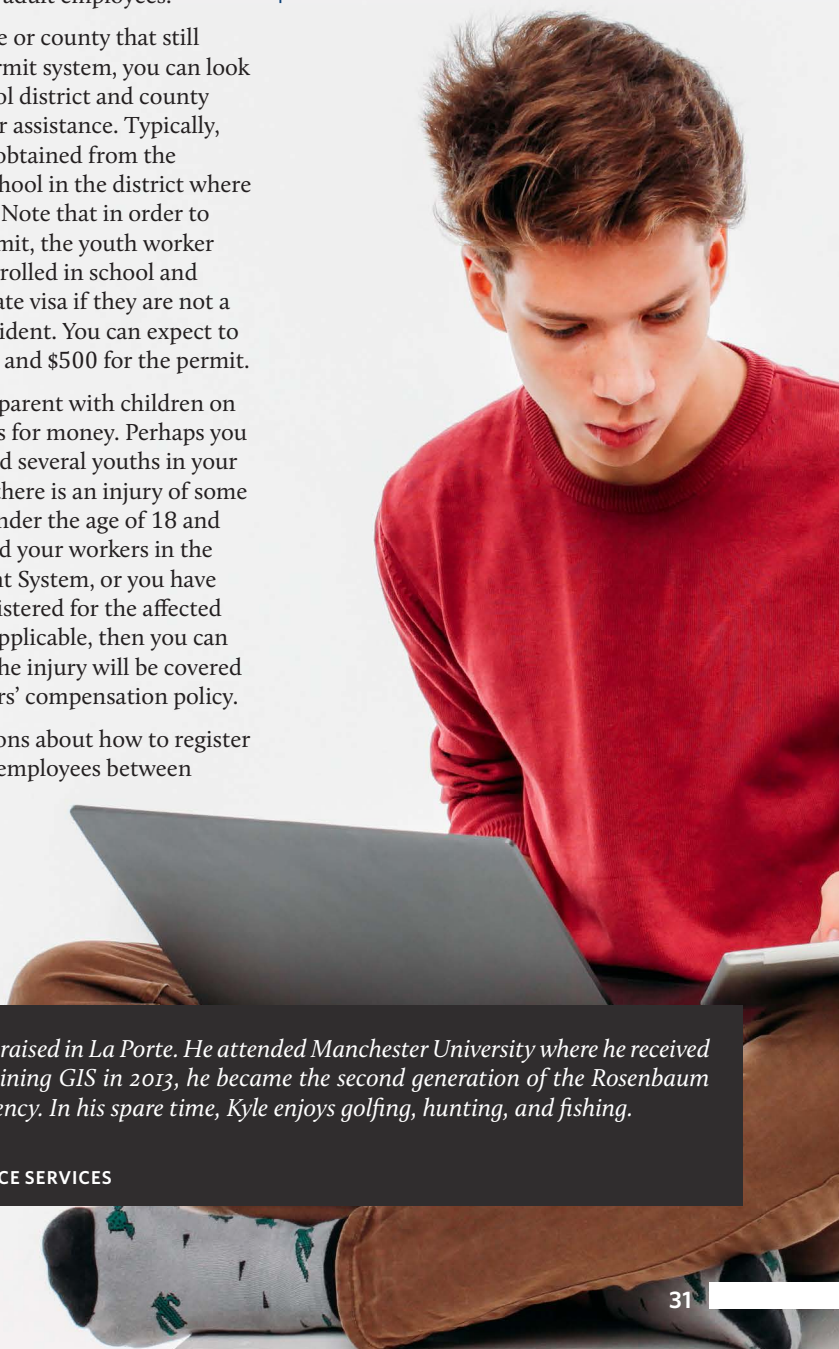 adult employees.
e or county that still
rmit system, you can look
ol district and county
r assistance. Typically,
obtained from the
hool in the district where
Note that in order to
mit, the youth worker
rolled in school and
ate visa if they are not a
ident. You can expect to
and $500 for the permit.
parent with children on
s for money. Perhaps you
d several youths in your
there is an injury of some
nder the age of 18 and
d your workers in the
nt System, or you have
istered for the affected
pplicable, then you can
he injury will be covered
rs’ compensation policy.
ons about how to register
employees between
raised in La Porte. He attended Manchester University where he received
ining GIS in 2013, he became the second generation of the Rosenbaum
ency. In his spare time, Kyle enjoys golfing, hunting, and fishing.
CE SERVICES
31